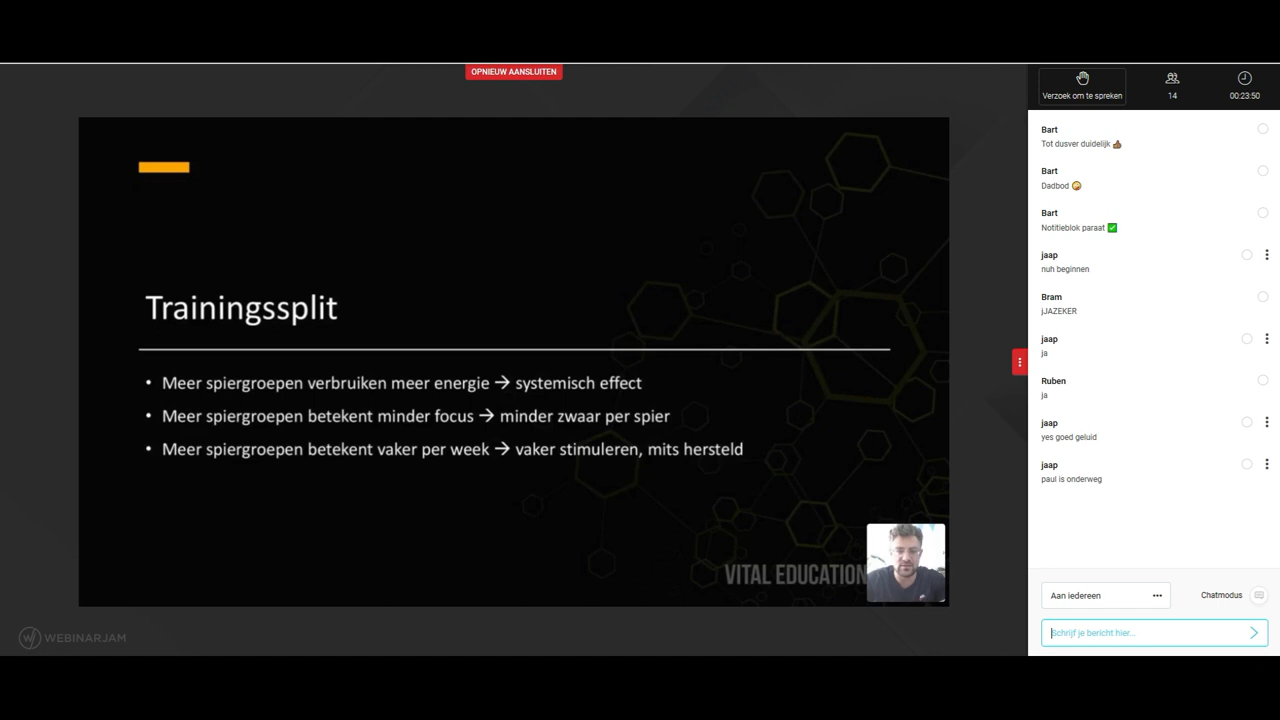 OPNIEUW AANSLUITEN
Trainingssplit
• Meer spiergroepen verbruiken meer energie → systemisch effect
• Meer spiergroepen betekent minder focus → minder zwaar per spier
• Meer spiergroepen betekent vaker per week → vaker stimuleren, mits hersteld
VITAL EDUCATION
WEBINARJAM
Verzoek om te spreken
14
00:23:50
Bart
Tot dusver duidelijk 👍🏾
Bart
Dadbod 🤪
Bart
Notitieblok paraat ✅
jaap
nuh beginnen
Bram
jJAZEKER
jaap
ja
Ruben
ja
jaap
yes goed geluid
jaap
paul is onderweg
Aan iedereen
Chatmodus
Schrijf je bericht hier...